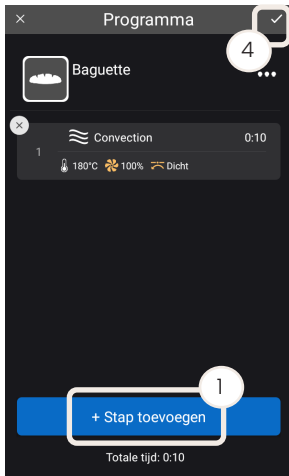 × Programma ✓
4
Baguette
•••
×
1
Convection 0:10
180°C 100% Dicht
1
+ Stap toevoegen
Totale tijd: 0:10